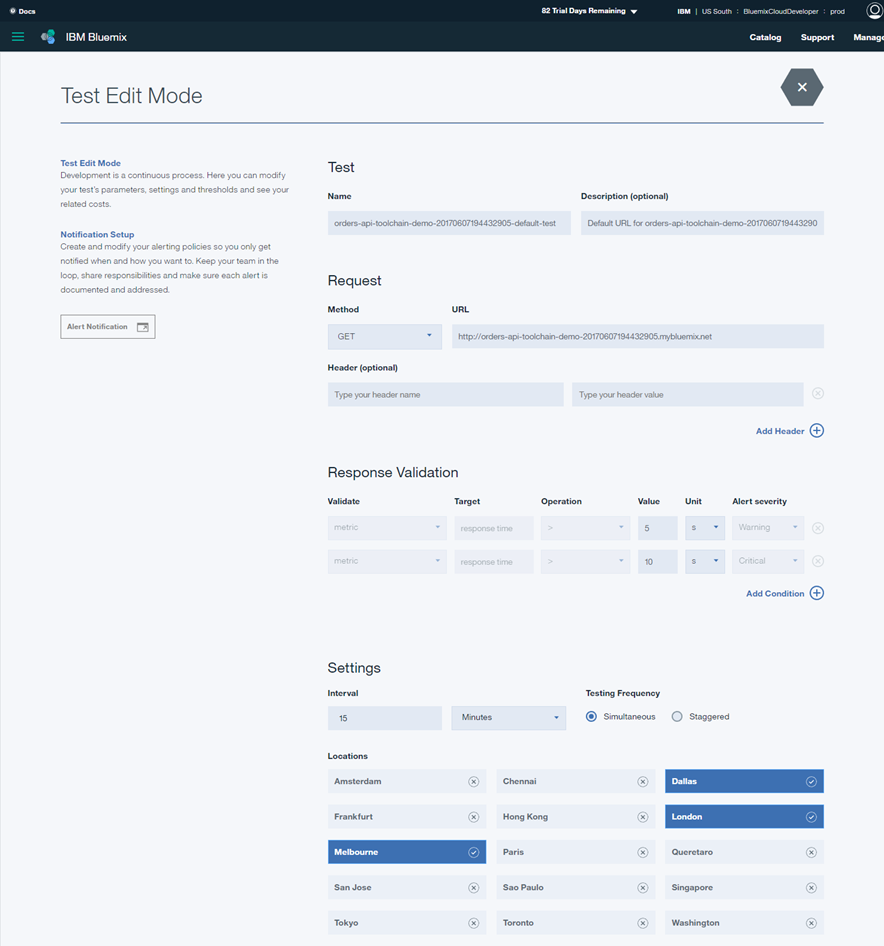 Docs
82 Trial Days Remaining
IBM | US South : BluemixCloudDeveloper : prod
IBM Bluemix
Catalog Support Manage
Test Edit Mode
Test Edit Mode
Development is a continuous process. Here you can modify
your test's parameters, settings and thresholds and see your
related costs.
Notification Setup
Create and modify your alerting policies so you only get
notified when and how you want to. Keep your team in the
loop, share responsibilities and make sure each alert is
documented and addressed.
Alert Notification
Test
Name Description (optional)
orders-api-toolchain-demo-20170607194432905-default-test Default URL for orders-api-toolchain-demo-2017060719443290
Request
Method URL
GET http://orders-api-toolchain-demo-20170607194432905.mybluemix.net
Header (optional)
Type your header name Type your header value
Add Header
Response Validation
Validate Target Operation Value Unit Alert severity
metric response time > 5 s Warning
metric response time > 10 s Critical
Add Condition
Settings
Interval Testing Frequency
15 Minutes Simultaneous Staggered
Locations
Amsterdam Chennai Dallas
Frankfurt Hong Kong London
Melbourne Paris Queretaro
San Jose Sao Paulo Singapore
Tokyo Toronto Washington